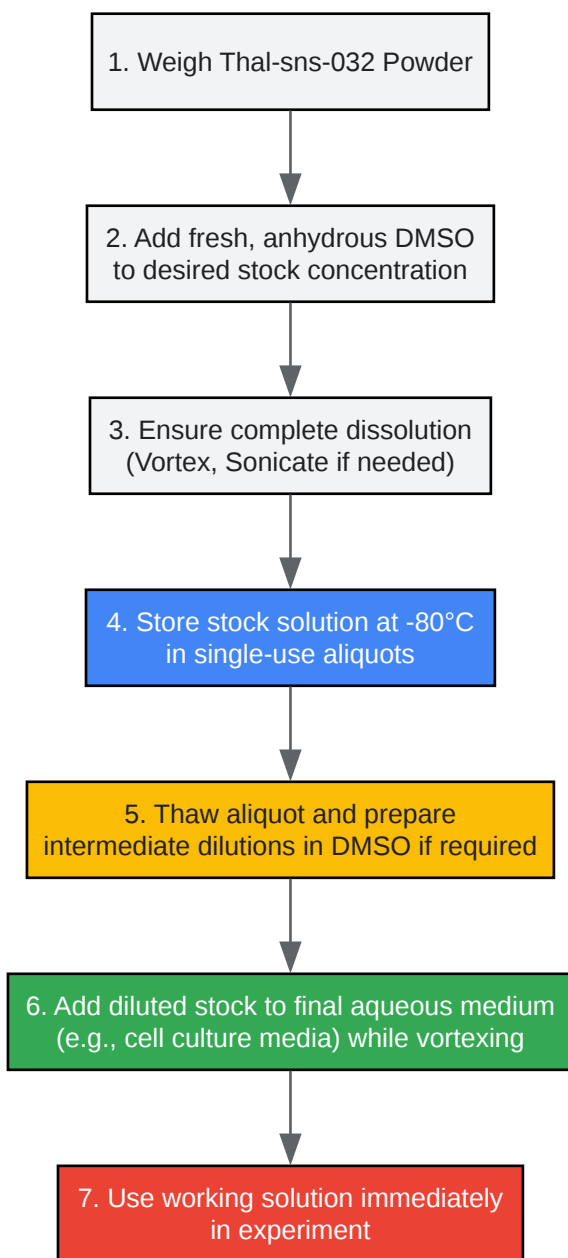 1. Weigh Thal-sns-032 Powder
2. Add fresh, anhydrous DMSO
to desired stock concentration
3. Ensure complete dissolution
(Vortex, Sonicate if needed)
4. Store stock solution at -80°C
in single-use aliquots
5. Thaw aliquot and prepare
intermediate dilutions in DMSO if required
6. Add diluted stock to final aqueous medium
(e.g., cell culture media) while vortexing
7. Use working solution immediately
in experiment